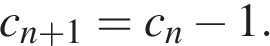 $c_{n+1} = c_n - 1.$